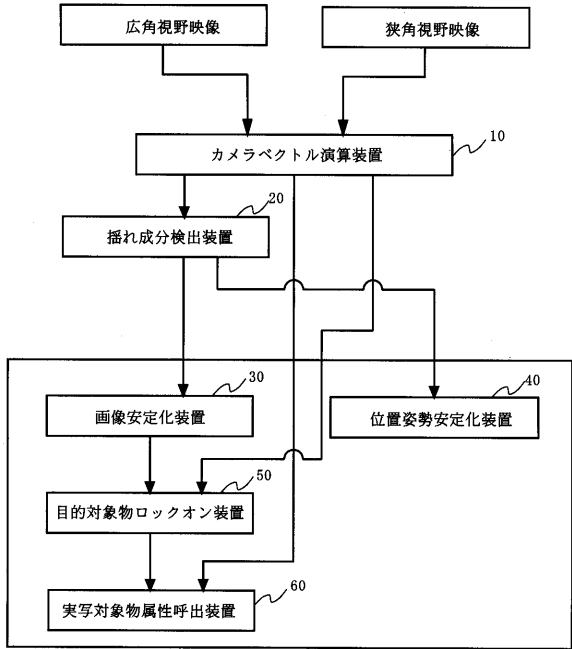 広角視野映像
狭角視野映像
カメラベクトル演算装置
10
揺れ成分検出装置
20
画像安定化装置
30
位置姿勢安定化装置
40
目的対象物ロックオン装置
50
実写対象物属性呼出装置
60